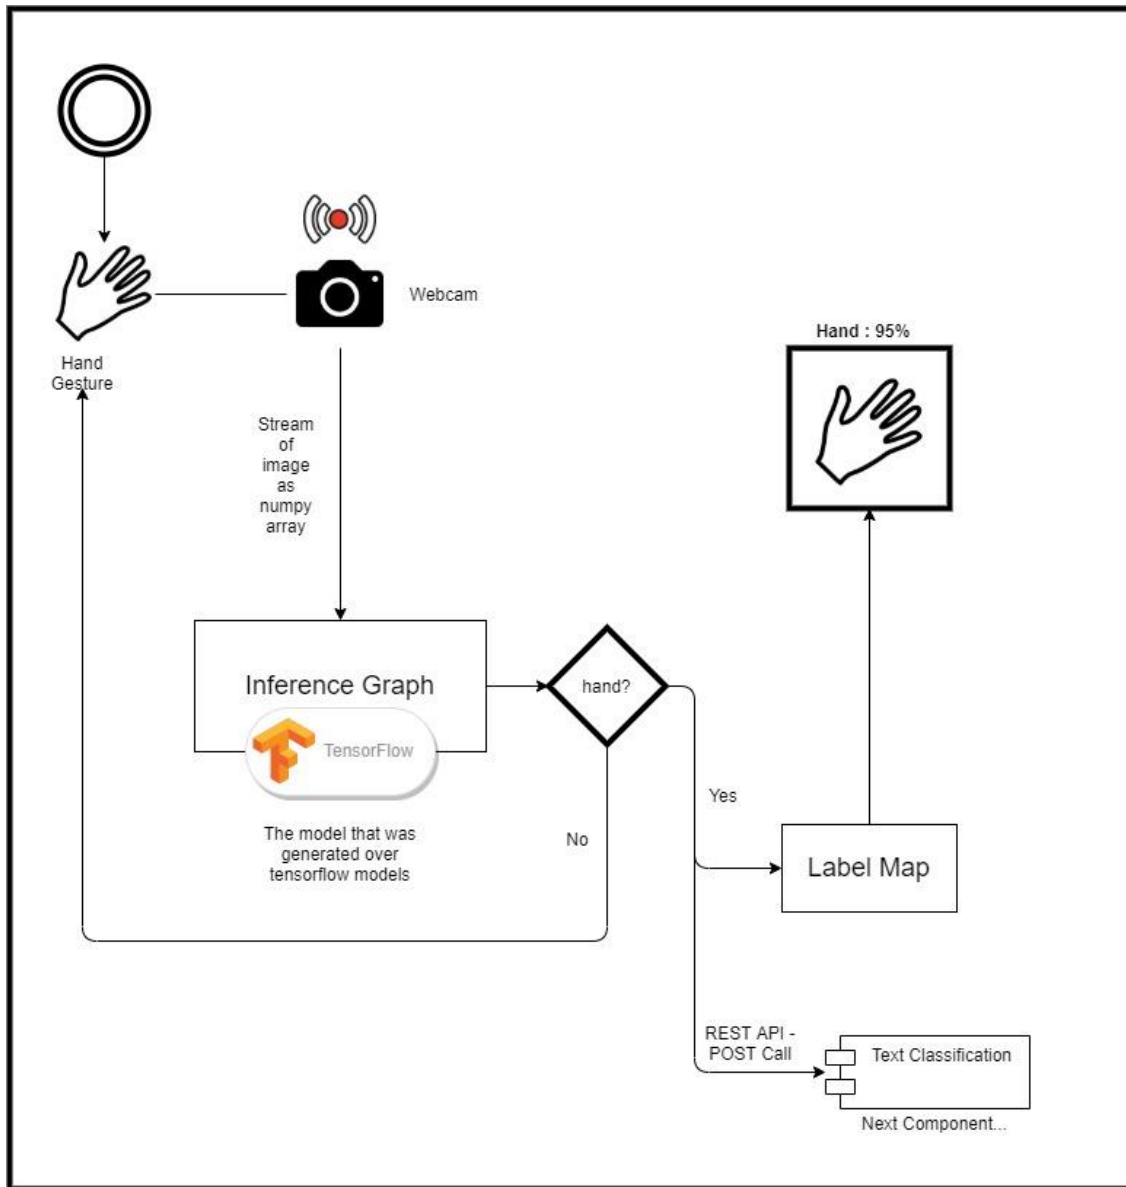 Webcam
Hand
Gesture
Hand : 95%
Stream
of
image
as
numpy
array
Inference Graph
TensorFlow
hand?
The model that was
generated over
tensorflow models
No
Yes
Label Map
REST API -
POST Call
Text Classification
Next Component...